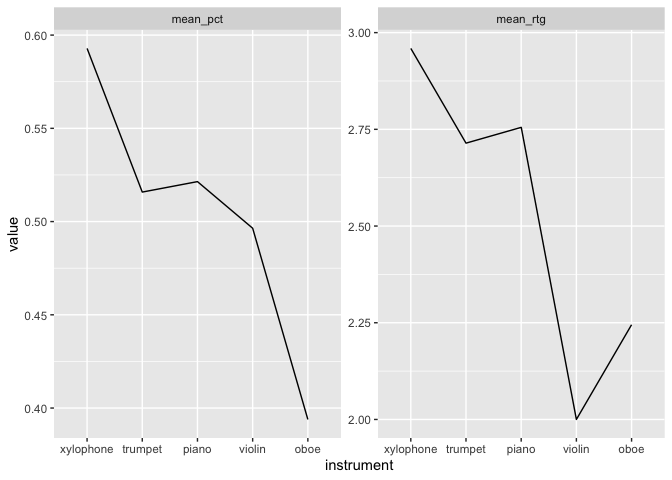 mean_pct
mean_rtg
value
0.60
0.55
0.50
0.45
0.40
3.00
2.75
2.50
2.25
2.00
xylophone trumpet piano violin oboe
xylophone trumpet piano violin oboe
instrument